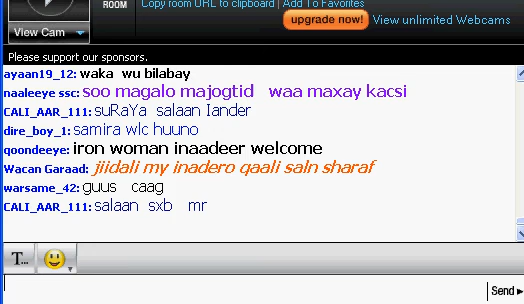 ROOM
Copy room URL to clipboard | Add To Favorites
upgrade now! View unlimited Webcams
View Cam
Please support our sponsors.
ayaan19_12: waka wu bilabay
naaleeye ssc: soo magalo majogtid waa maxay kacsi
CALI_AAR_111: suRaYa salaan Iander
dire_boy_1: samira wlc huuno
qoondeeye: iron woman inaadeer welcome
Wacan Garaad: jiidali my inadero qaali saln sharaf
warsame_42: guus caag
CALI_AAR_111: salaan sxb mr
T...
Send